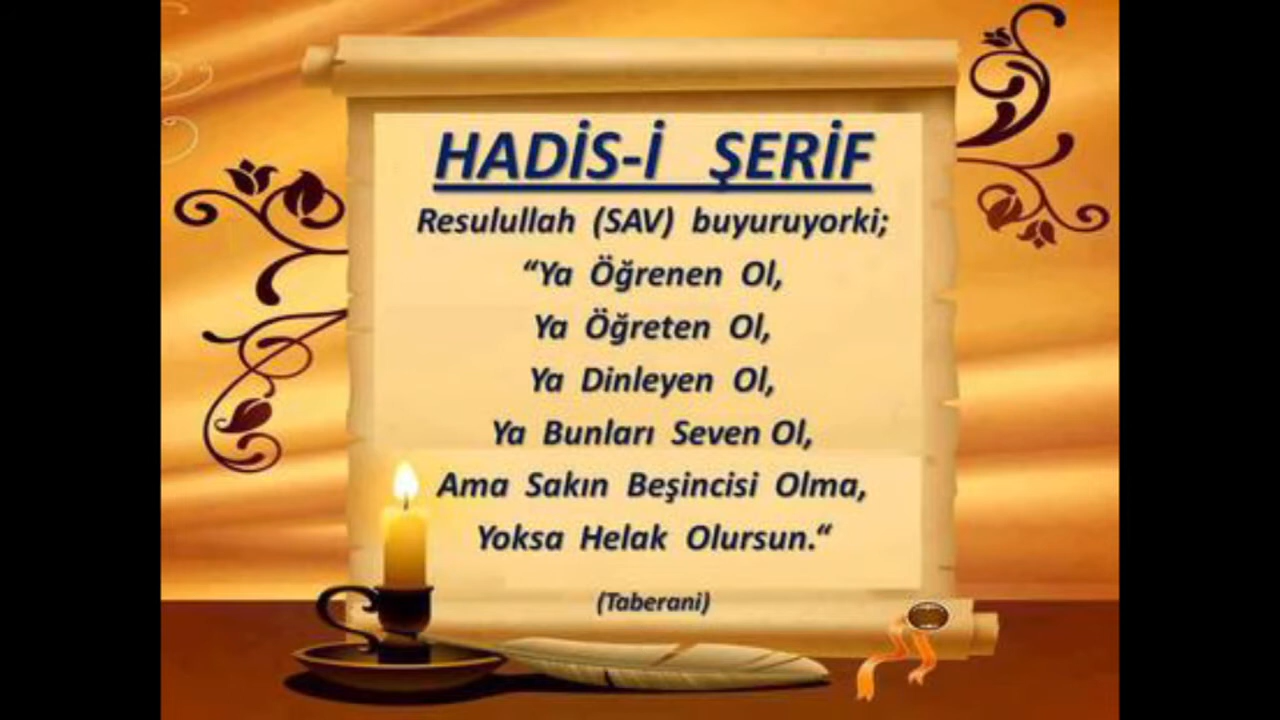 HADİS-İ ŞERİF
Resulullah (SAV) buyuruyorki;
“Ya Öğrenen Ol,
Ya Öğreten Ol,
Ya Dinleyen Ol,
Ya Bunları Seven Ol,
Ama Sakın Beşincisi Olma,
Yoksa Helak Olursun.“
(Taberani)